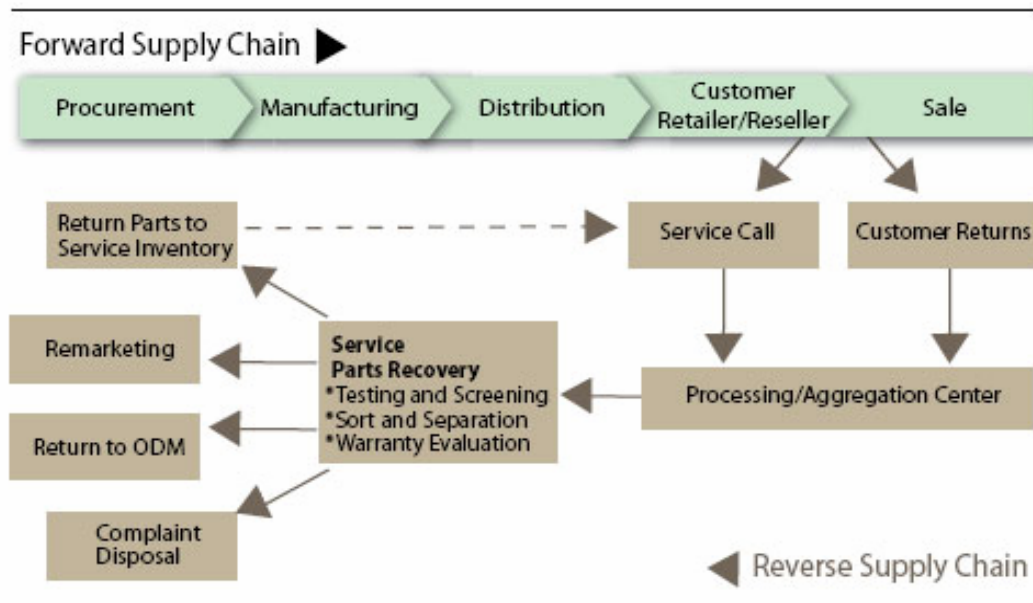 Forward Supply Chain
Procurement
Manufacturing
Distribution
Customer
Retailer/Reseller
Sale
Return Parts to
Service Inventory
Service Call
Customer Returns
Remarketing
Service
Parts Recovery
*Testing and Screening
*Sort and Separation
*Warranty Evaluation
Processing/Aggregation Center
Return to ODM
Complaint
Disposal
Reverse Supply Chain